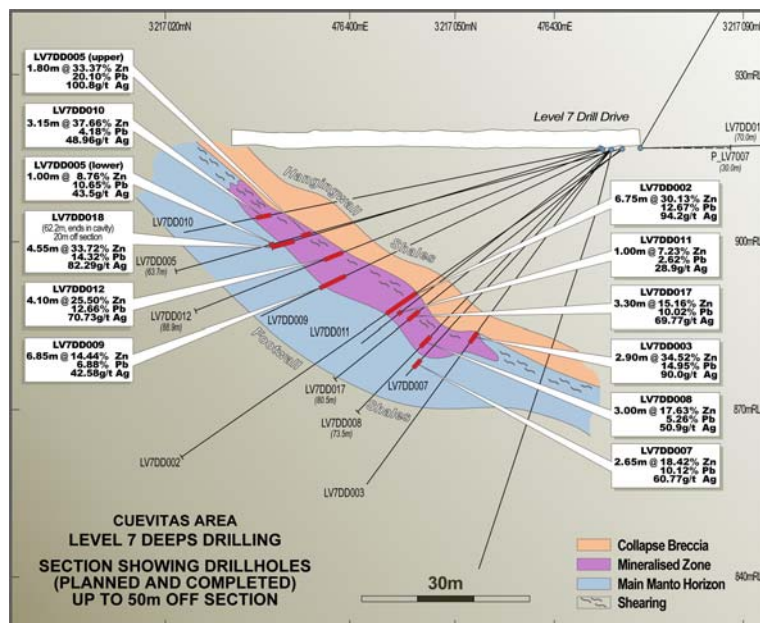 3 217 020mN
476 400mE
3 217 050mN
476 430mE
3 217 090mN
930mRL
LV7DD005 (upper)
1.80m @ 33.37% Zn
20.10% Pb
100.8g/t Ag
LV7DD010
3.15m @ 37.66% Zn
4.18% Pb
48.96g/t Ag
LV7DD005 (lower)
1.00m @ 8.76% Zn
10.65% Pb
43.5g/t Ag
LV7DD018
(62.2m, ends in cavity)
20m off section
4.55m @ 33.72% Zn
14.32% Pb
82.29g/t Ag
LV7DD012
4.10m @ 25.50% Zn
12.66% Pb
70.73g/t Ag
LV7DD009
6.85m @ 14.44% Zn
6.88% Pb
42.58g/t Ag
Level 7 Drill Drive
LV7DD01
(70.0m)
P_LV7007
(30.0m)
Hangingwall
Shales
LV7DD002
6.75m @ 30.13% Zn
12.67% Pb
94.2g/t Ag
LV7DD011
1.00m @ 7.23% Zn
2.62% Pb
28.9g/t Ag
LV7DD017
3.30m @ 15.16% Zn
10.02% Pb
69.77g/t Ag
LV7DD003
2.90m @ 34.52% Zn
14.95% Pb
90.0g/t Ag
LV7DD008
3.00m @ 17.63% Zn
5.26% Pb
50.9g/t Ag
LV7DD007
2.65m @ 18.42% Zn
10.12% Pb
60.77g/t Ag
900mRL
870mRL
840mRL
LV7DD010
LV7DD005
(63.7m)
LV7DD012
(88.9m)
LV7DD009
LV7DD011
LV7DD017
(80.5m)
LV7DD007
LV7DD008
(73.5m)
LV7DD002
LV7DD003
Footwall
Shales
CUEVITAS AREA
LEVEL 7 DEEPS DRILLING
SECTION SHOWING DRILLHOLES
(PLANNED AND COMPLETED)
UP TO 50m OFF SECTION
30m
Collapse Breccia
Mineralised Zone
Main Manto Horizon
Shearing